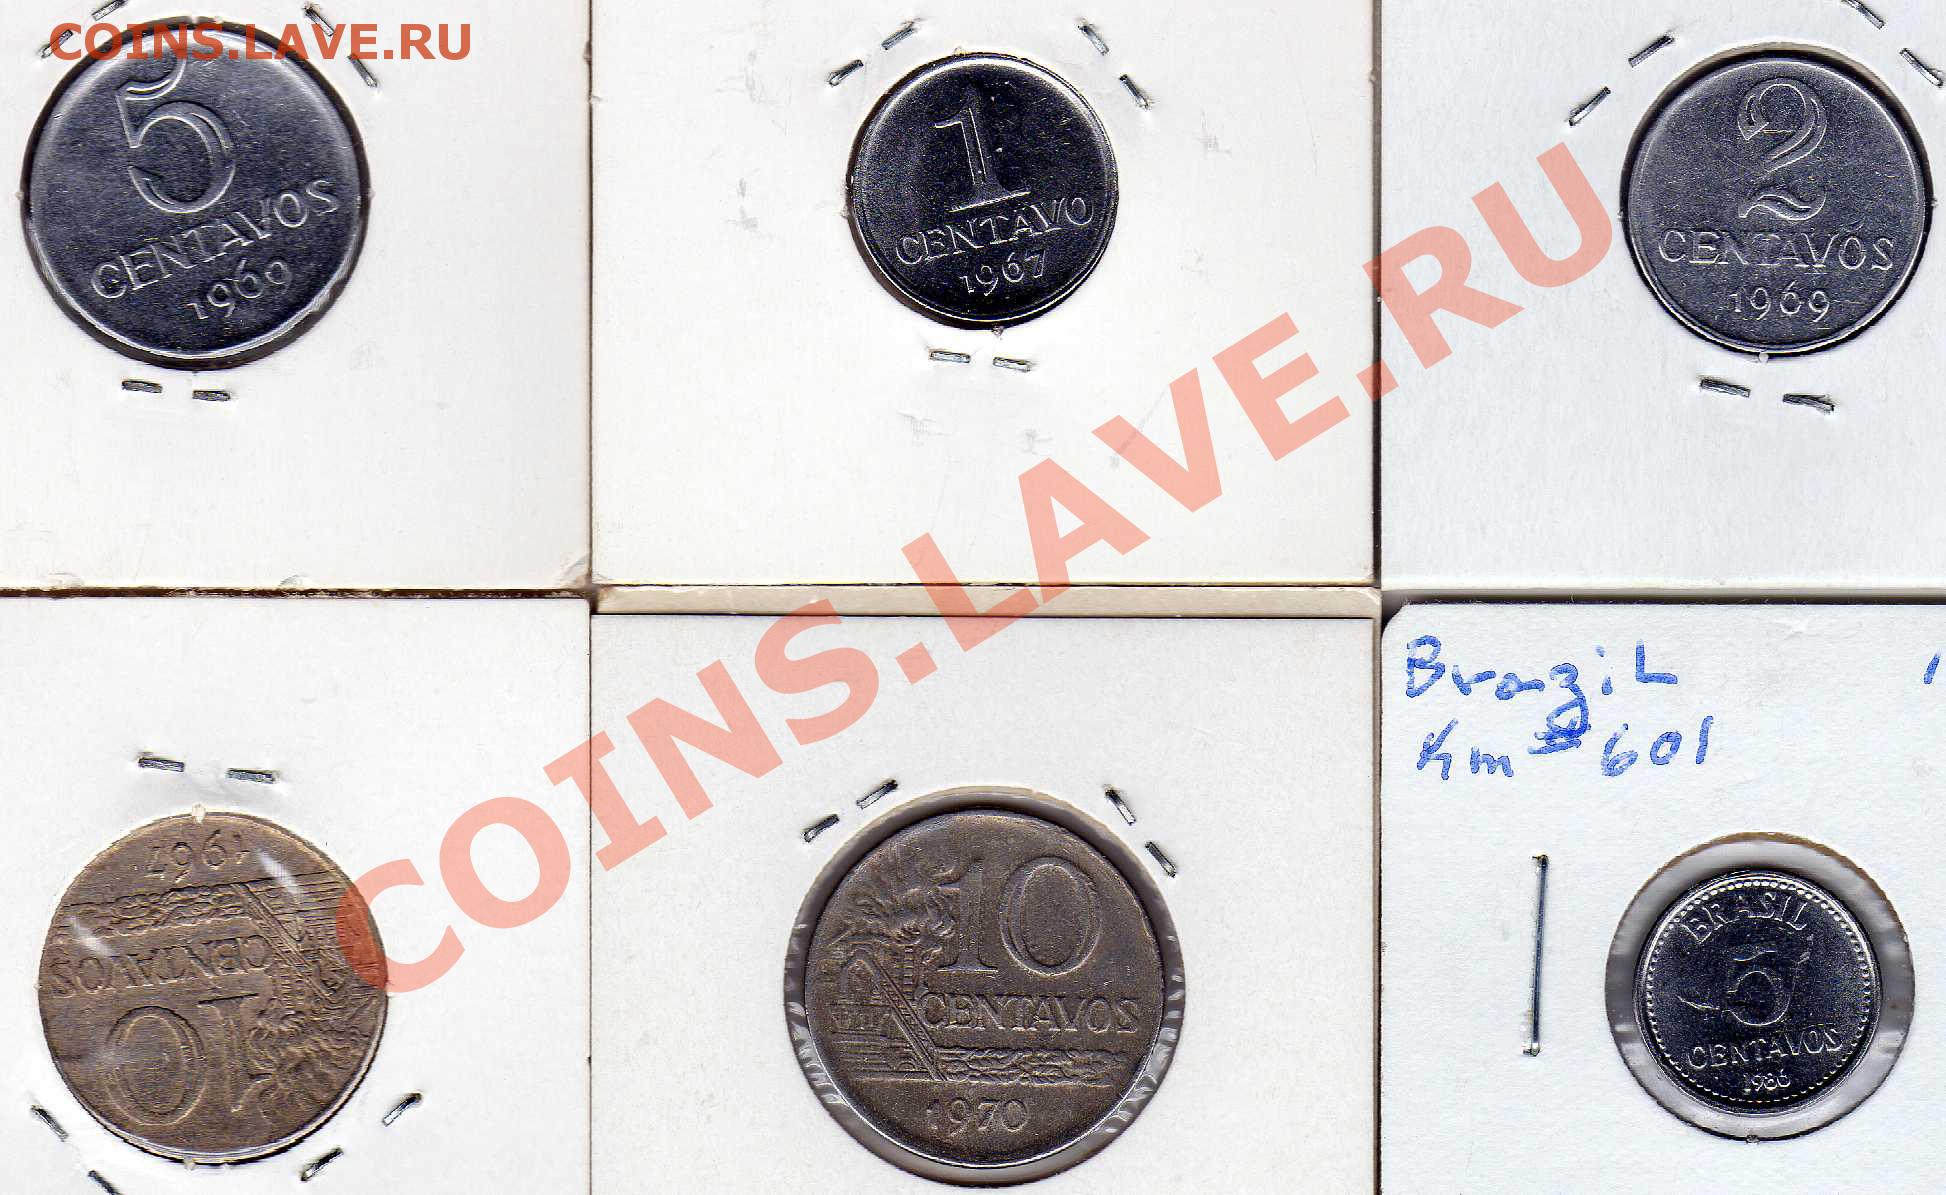 COINS.LAVE.RU
5
CENTAVOS
1969
1
CENTAVO
1967
2
CENTAVOS
1969
COINS.LAVE.RU
1967
CENTAVOS
10
10
CENTAVOS
1970
Brazil
Km 601
BRASIL
5
CENTAVOS
1986